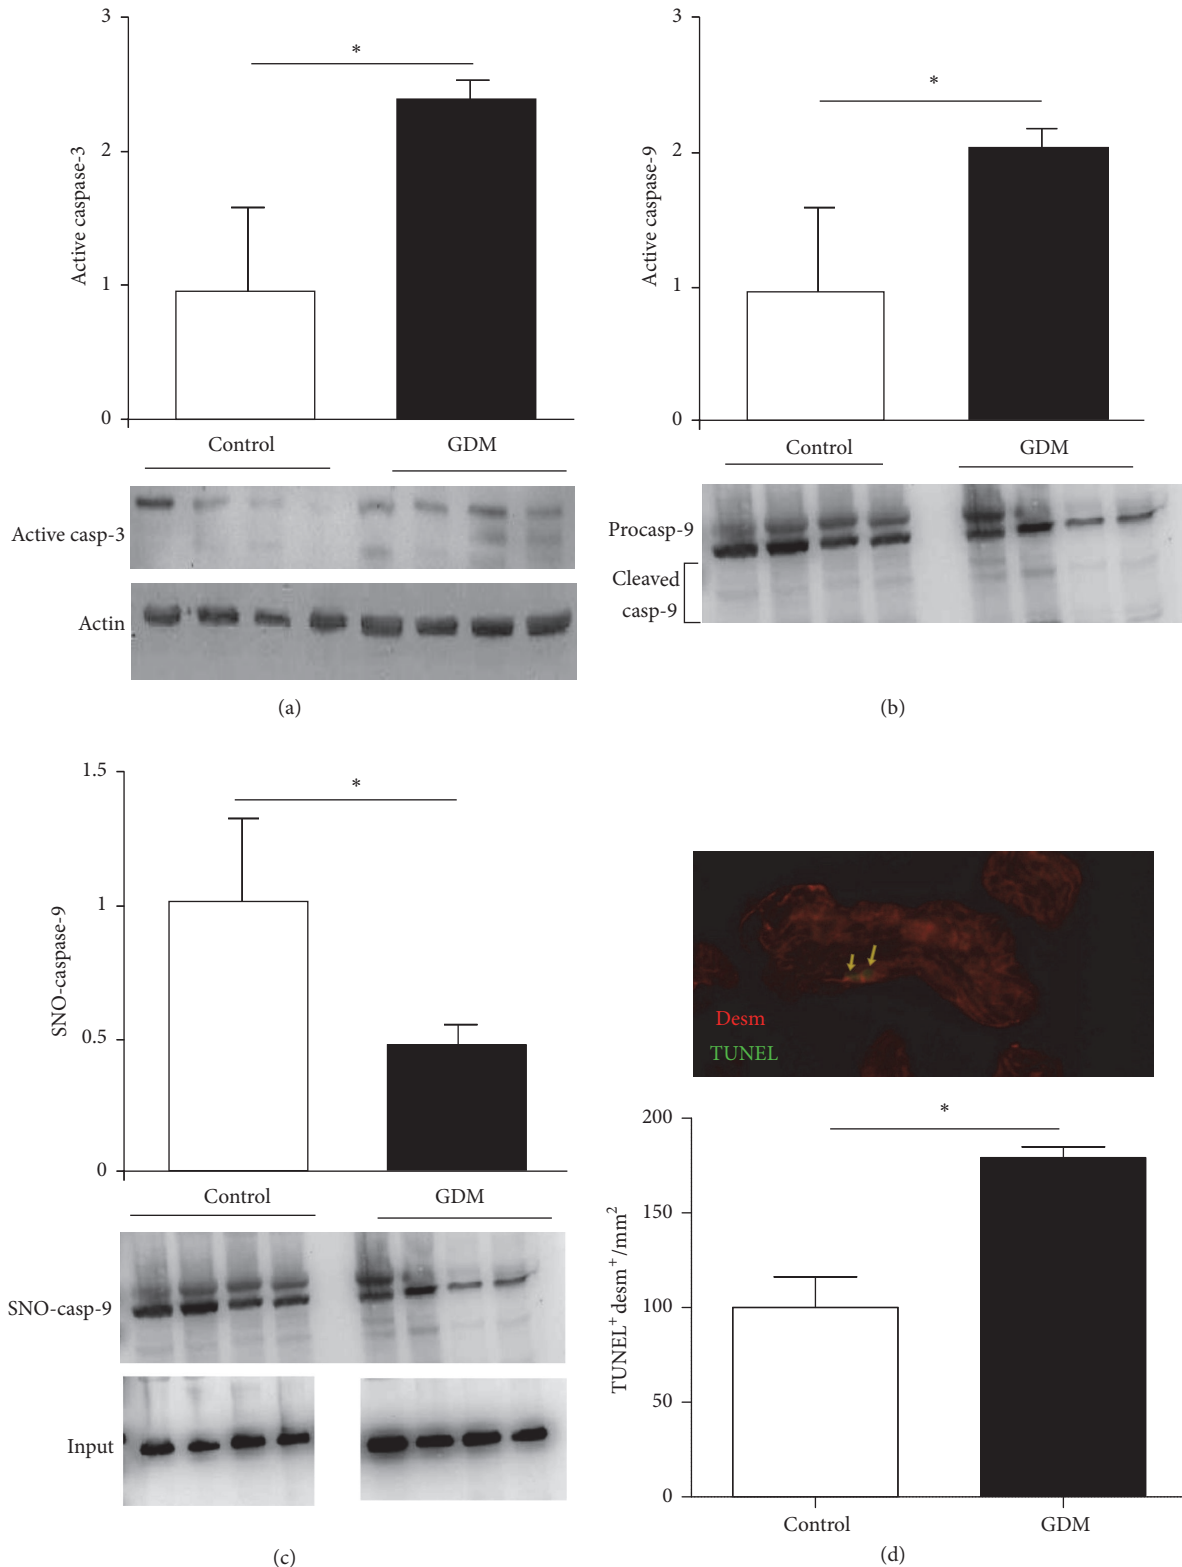 3
2
1
0
Active caspase-3
*
Control
GDM
Active casp-3
Actin
(a)
3
2
1
0
Active caspase-9
*
Control
GDM
Procasp-9
Cleaved
casp-9
(b)
1.5
1
0.5
0
SNO-caspase-9
*
Control
GDM
SNO-casp-9
Input
(c)
Desm
TUNEL
200
150
100
50
0
TUNEL⁺ desm⁺/mm²
*
Control
GDM
(d)